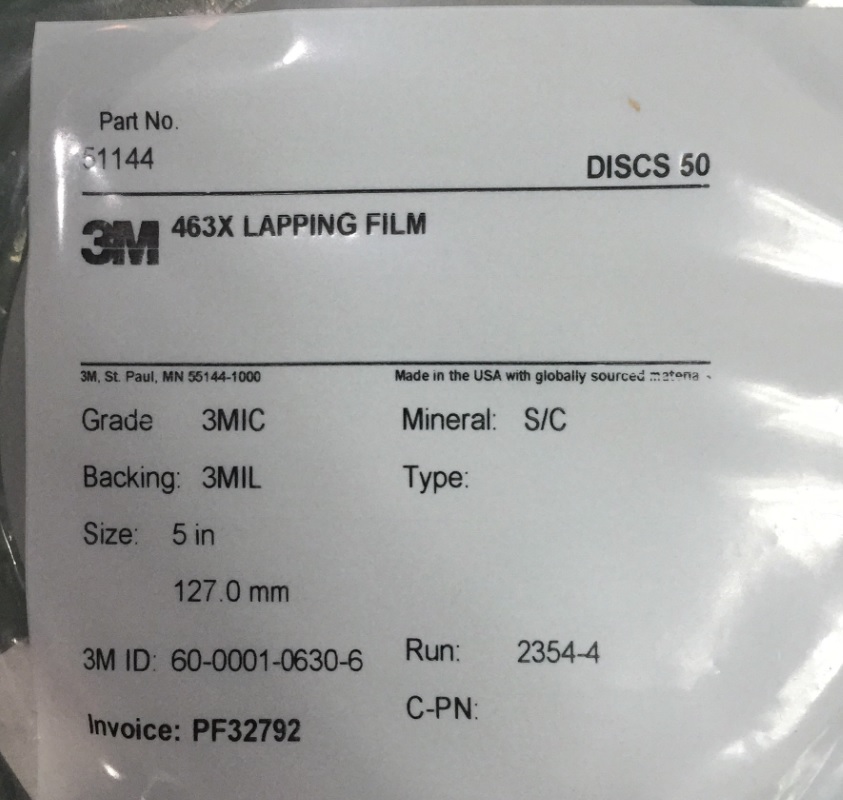 Part No.
51144
DISCS 50
3M 463X LAPPING FILM
3M, St. Paul, MN 55144-1000
Made in the USA with globally sourced
Grade 3MIC
Mineral: S/C
Backing: 3MIL
Type:
Size: 5 in
127.0 mm
3M ID: 60-0001-0630-6
Run: 2354-4
C-PN:
Invoice: PF32792